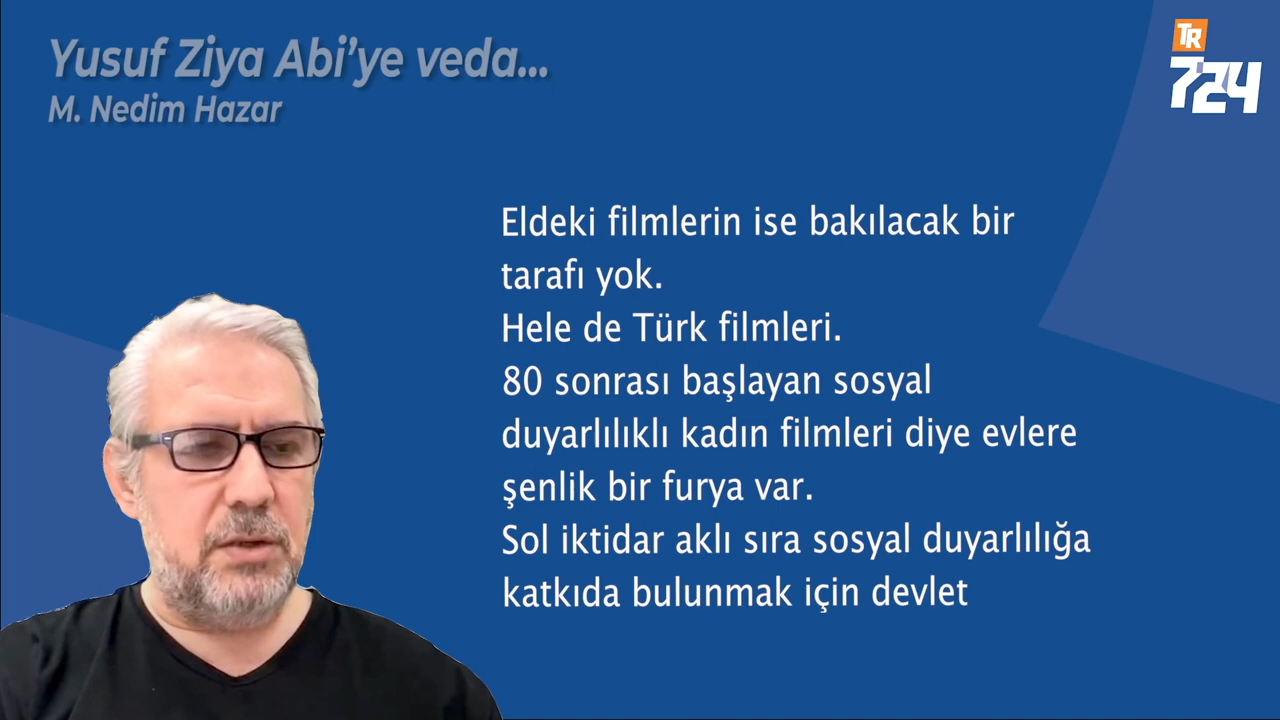 Yusuf Ziya Abi'ye veda...
M. Nedim Hazar
TR
724
Eldeki filmlerin ise bakılacak bir
tarafı yok.
Hele de Türk filmleri.
80 sonrası başlayan sosyal
duyarlılıklı kadın filmleri diye evlere
şenlik bir furya var.
Sol iktidar aklı sıra sosyal duyarlılığa
katkıda bulunmak için devlet